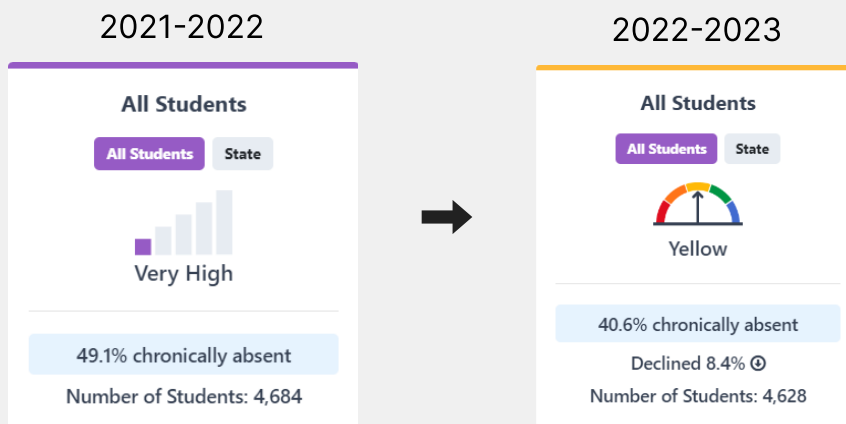 2021-2022
All Students
All Students
State
Very High
49.1% chronically absent
Number of Students: 4,684
2022-2023
All Students
All Students
State
Yellow
40.6% chronically absent
Declined 8.4%
Number of Students: 4,628